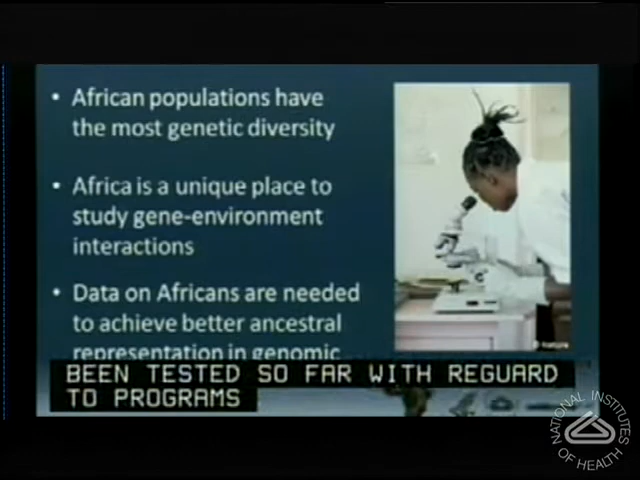 • African populations have
the most genetic diversity
• Africa is a unique place to
study gene-environment
interactions
• Data on Africans are needed
to achieve better ancestral
representation in genomic
© nature
BEEN TESTED SO FAR WITH REGUARD
TO PROGRAMS
NATIONAL INSTITUTES
OF HEALTH